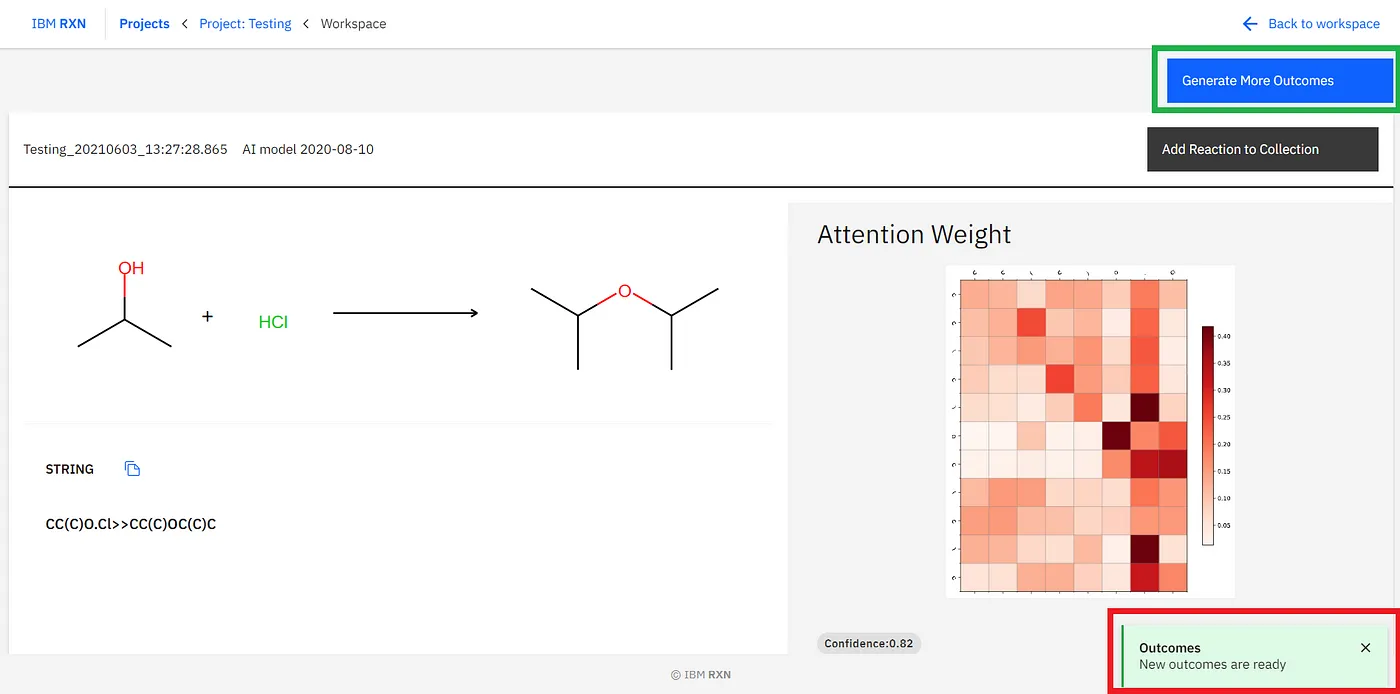 IBM RXN Projects Project: Testing Workspace Back to workspace
Generate More Outcomes
Testing_20210603_13:27:28.865 AI model 2020-08-10 Add Reaction to Collection
Attention Weight
OH
+
HCl
O
STRING
CC(C)O.Cl>>CC(C)OC(C)C
0.40
0.35
0.30
0.25
0.20
0.15
0.10
0.05
Confidence:0.82
Outcomes
New outcomes are ready
© IBM RXN